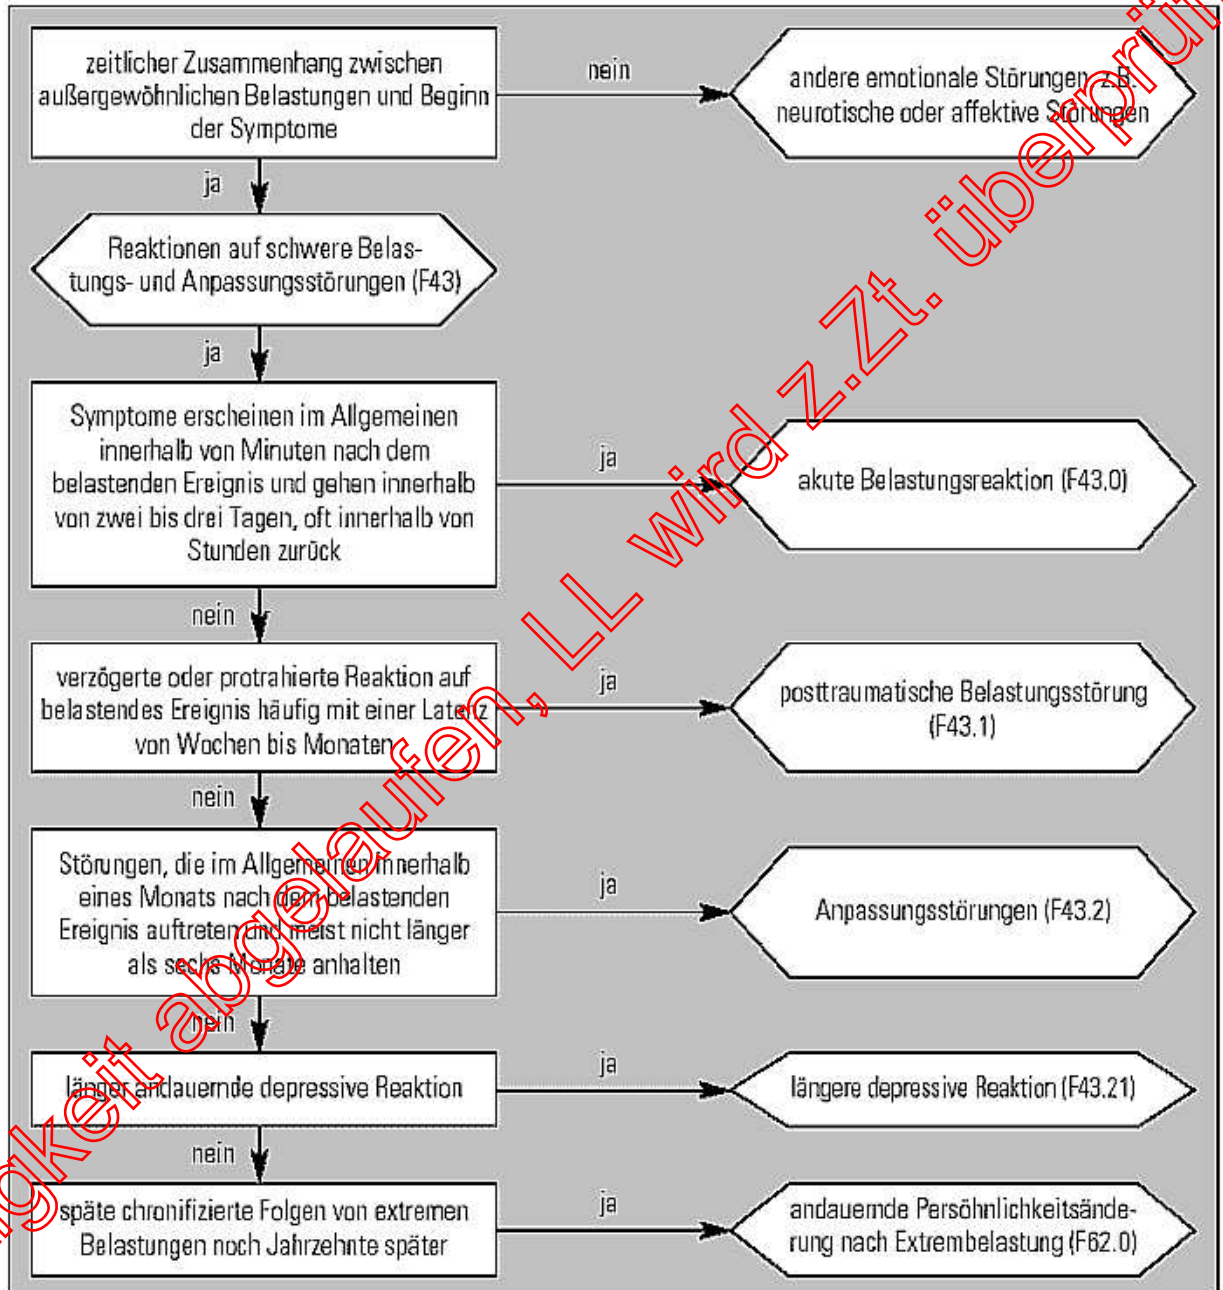 zeitlicher Zusammenhang zwischen
außergewöhnlichen Belastungen und Beginn
der Symptome
nein
andere emotionale Störungen, z.B.
neurotische oder affektive Störungen
ja
Reaktionen auf schwere Belas-
tungs- und Anpassungsstörungen (F43)
ja
Symptome erscheinen im Allgemeinen
innerhalb von Minuten nach dem
belastenden Ereignis und gehen innerhalb
von zwei bis drei Tagen, oft innerhalb von
Stunden zurück
ja
akute Belastungsreaktion (F43.0)
nein
verzögerte oder protrahierte Reaktion auf
belastendes Ereignis häufig mit einer Latenz
von Wochen bis Monaten
ja
posttraumatische Belastungsstörung
(F43.1)
nein
Störungen, die im Allgemeinen innerhalb
eines Monats nach dem belastenden
Ereignis auftreten und meist nicht länger
als sechs Monate anhalten
ja
Anpassungsstörungen (F43.2)
nein
länger andauernde depressive Reaktion
ja
längere depressive Reaktion (F43.21)
nein
späte chronifizierte Folgen von extremen
Belastungen noch Jahrzehnte später
ja
andauernde Persöhnlichkeitsände-
rung nach Extrembelastung (F62.0)
abgelaufen, LL wird z.Zt.